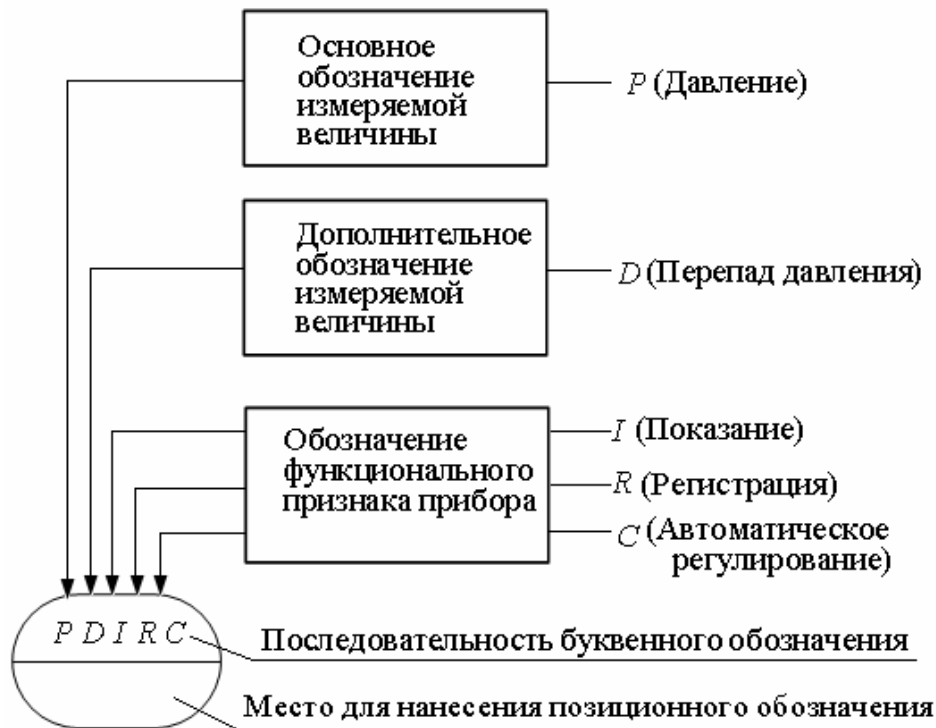 Основное
обозначение
измеряемой
величины
P (Давление)
Дополнительное
обозначение
измеряемой
величины
D (Перепад давления)
Обозначение
функционального
признака прибора
I (Показание)
R (Регистрация)
C (Автоматическое
регулирование)
P D I R C
Последовательность буквенного обозначения
Место для нанесения позиционного обозначения